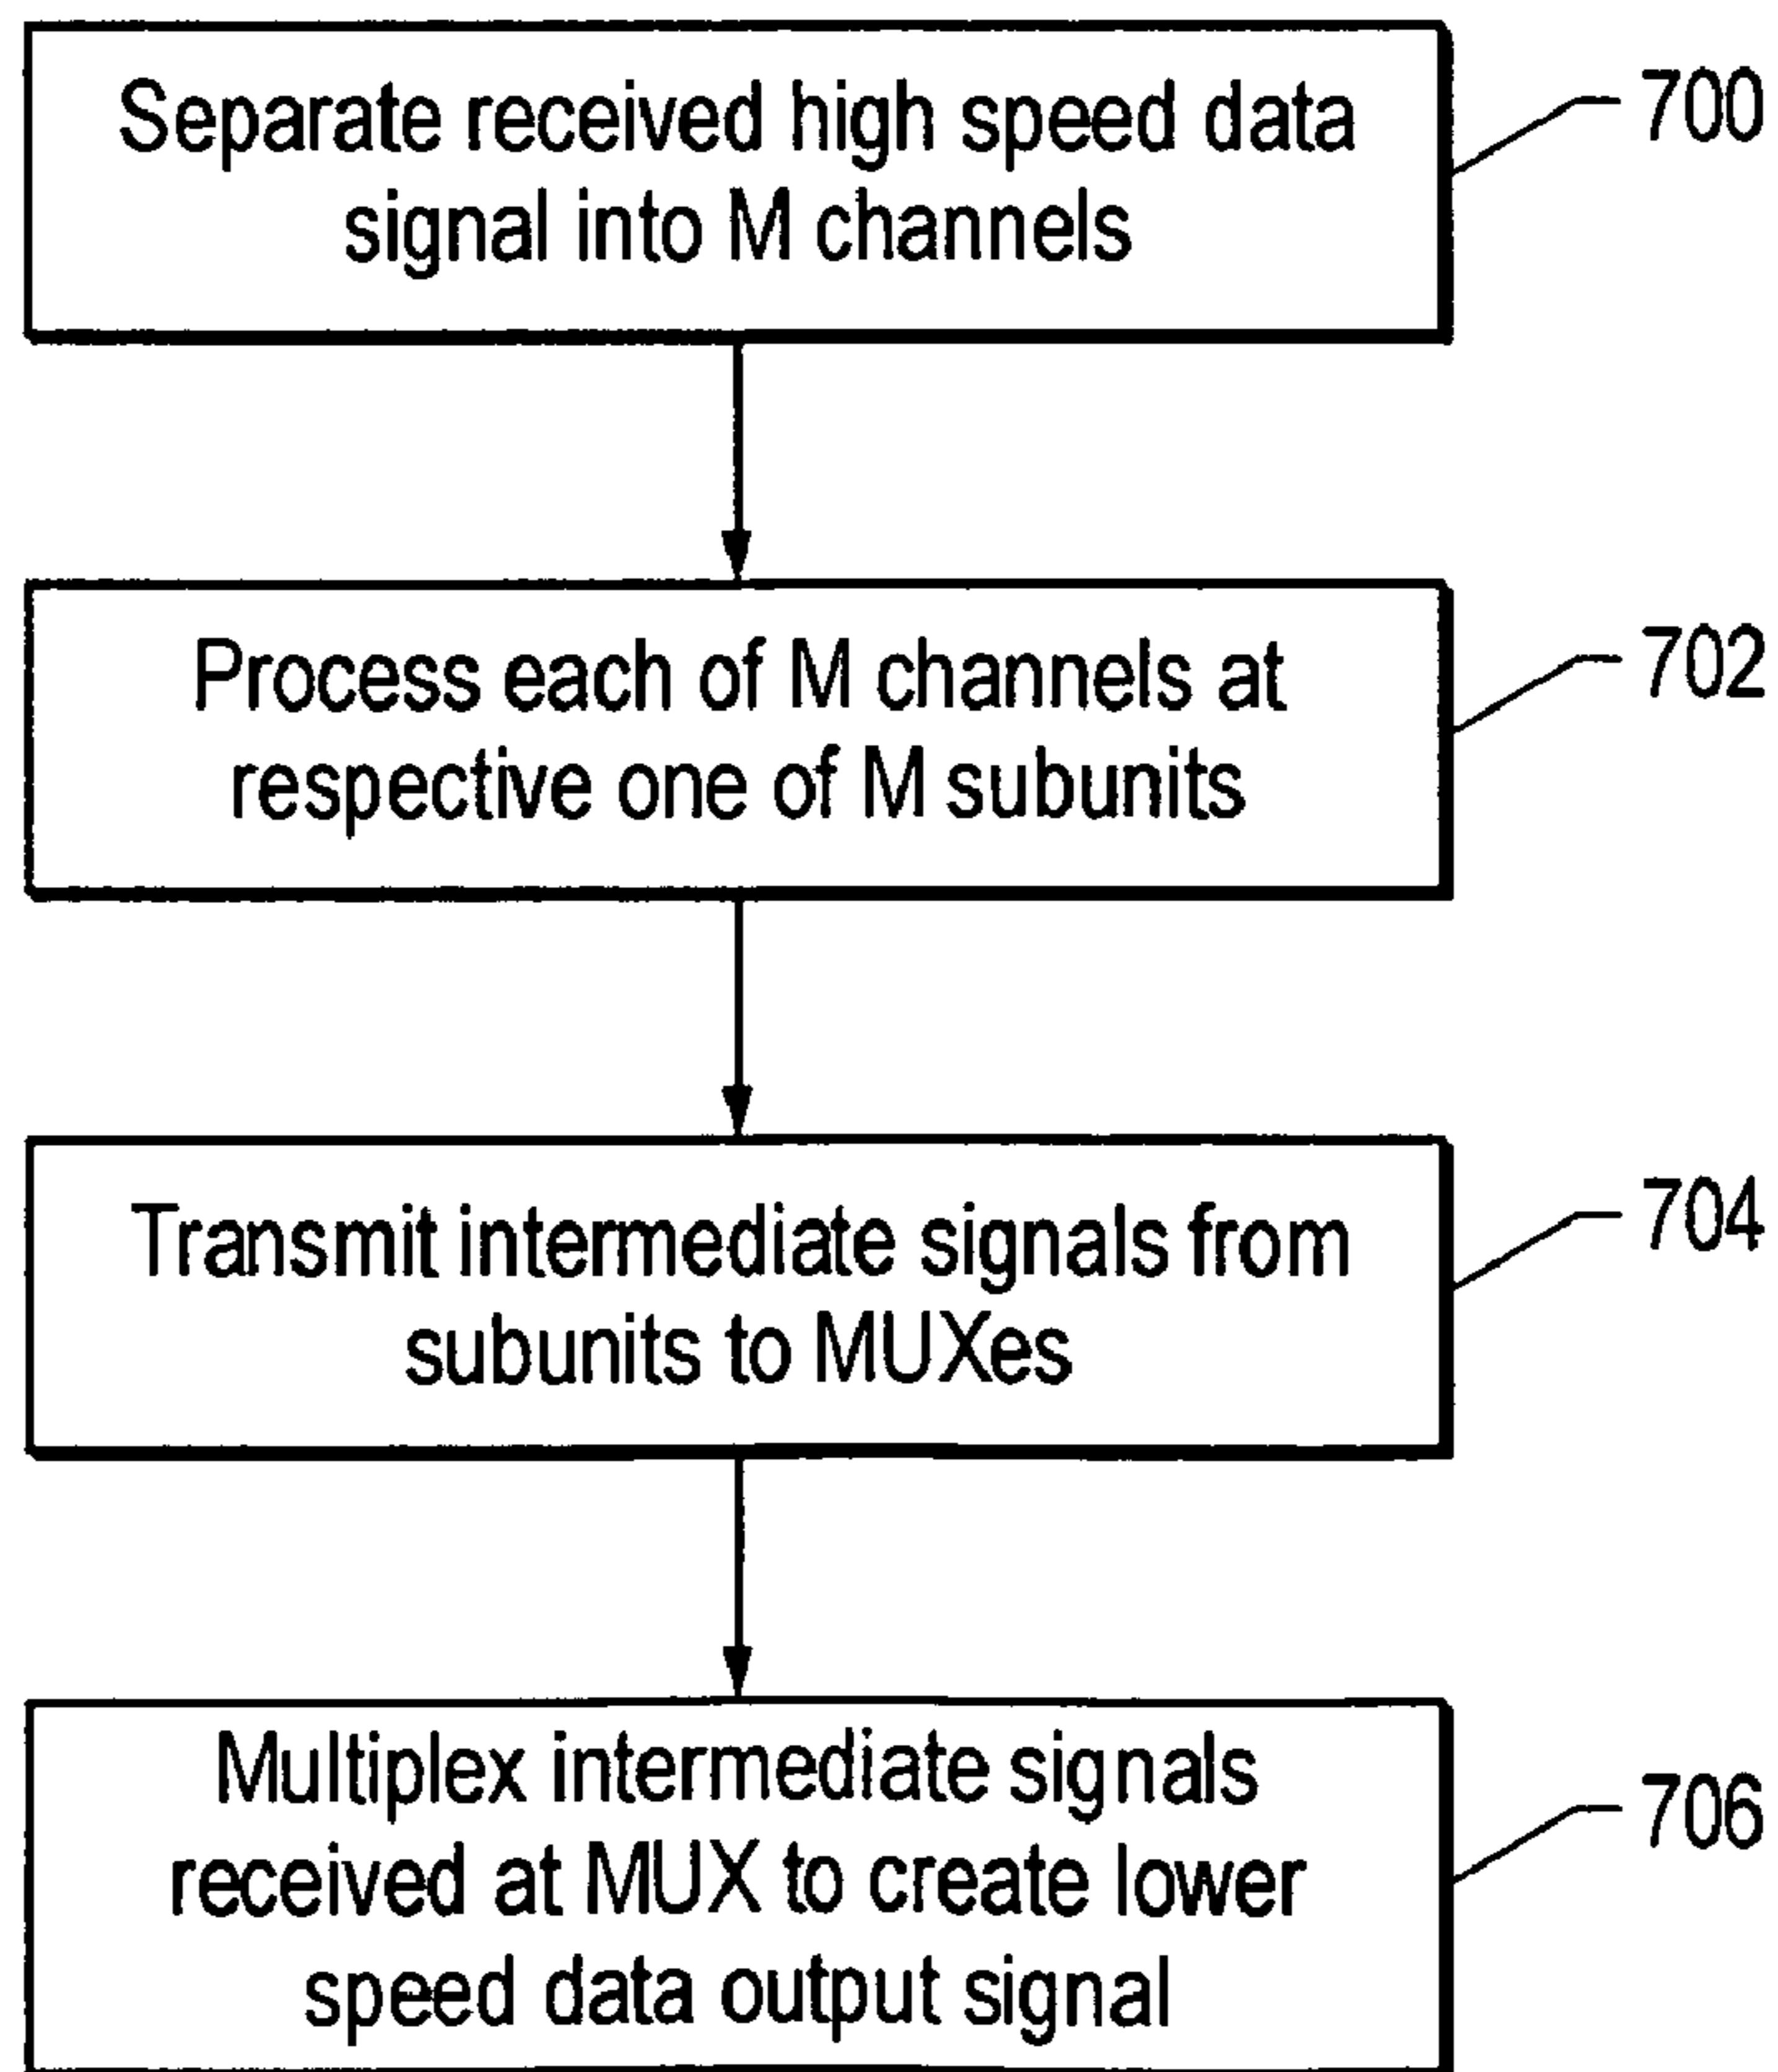 Separate received high speed data
signal into M channels
700
Process each of M channels at
respective one of M subunits
702
Transmit intermediate signals from
subunits to MUXes
704
Multiplex intermediate signals
received at MUX to create lower
speed data output signal
706